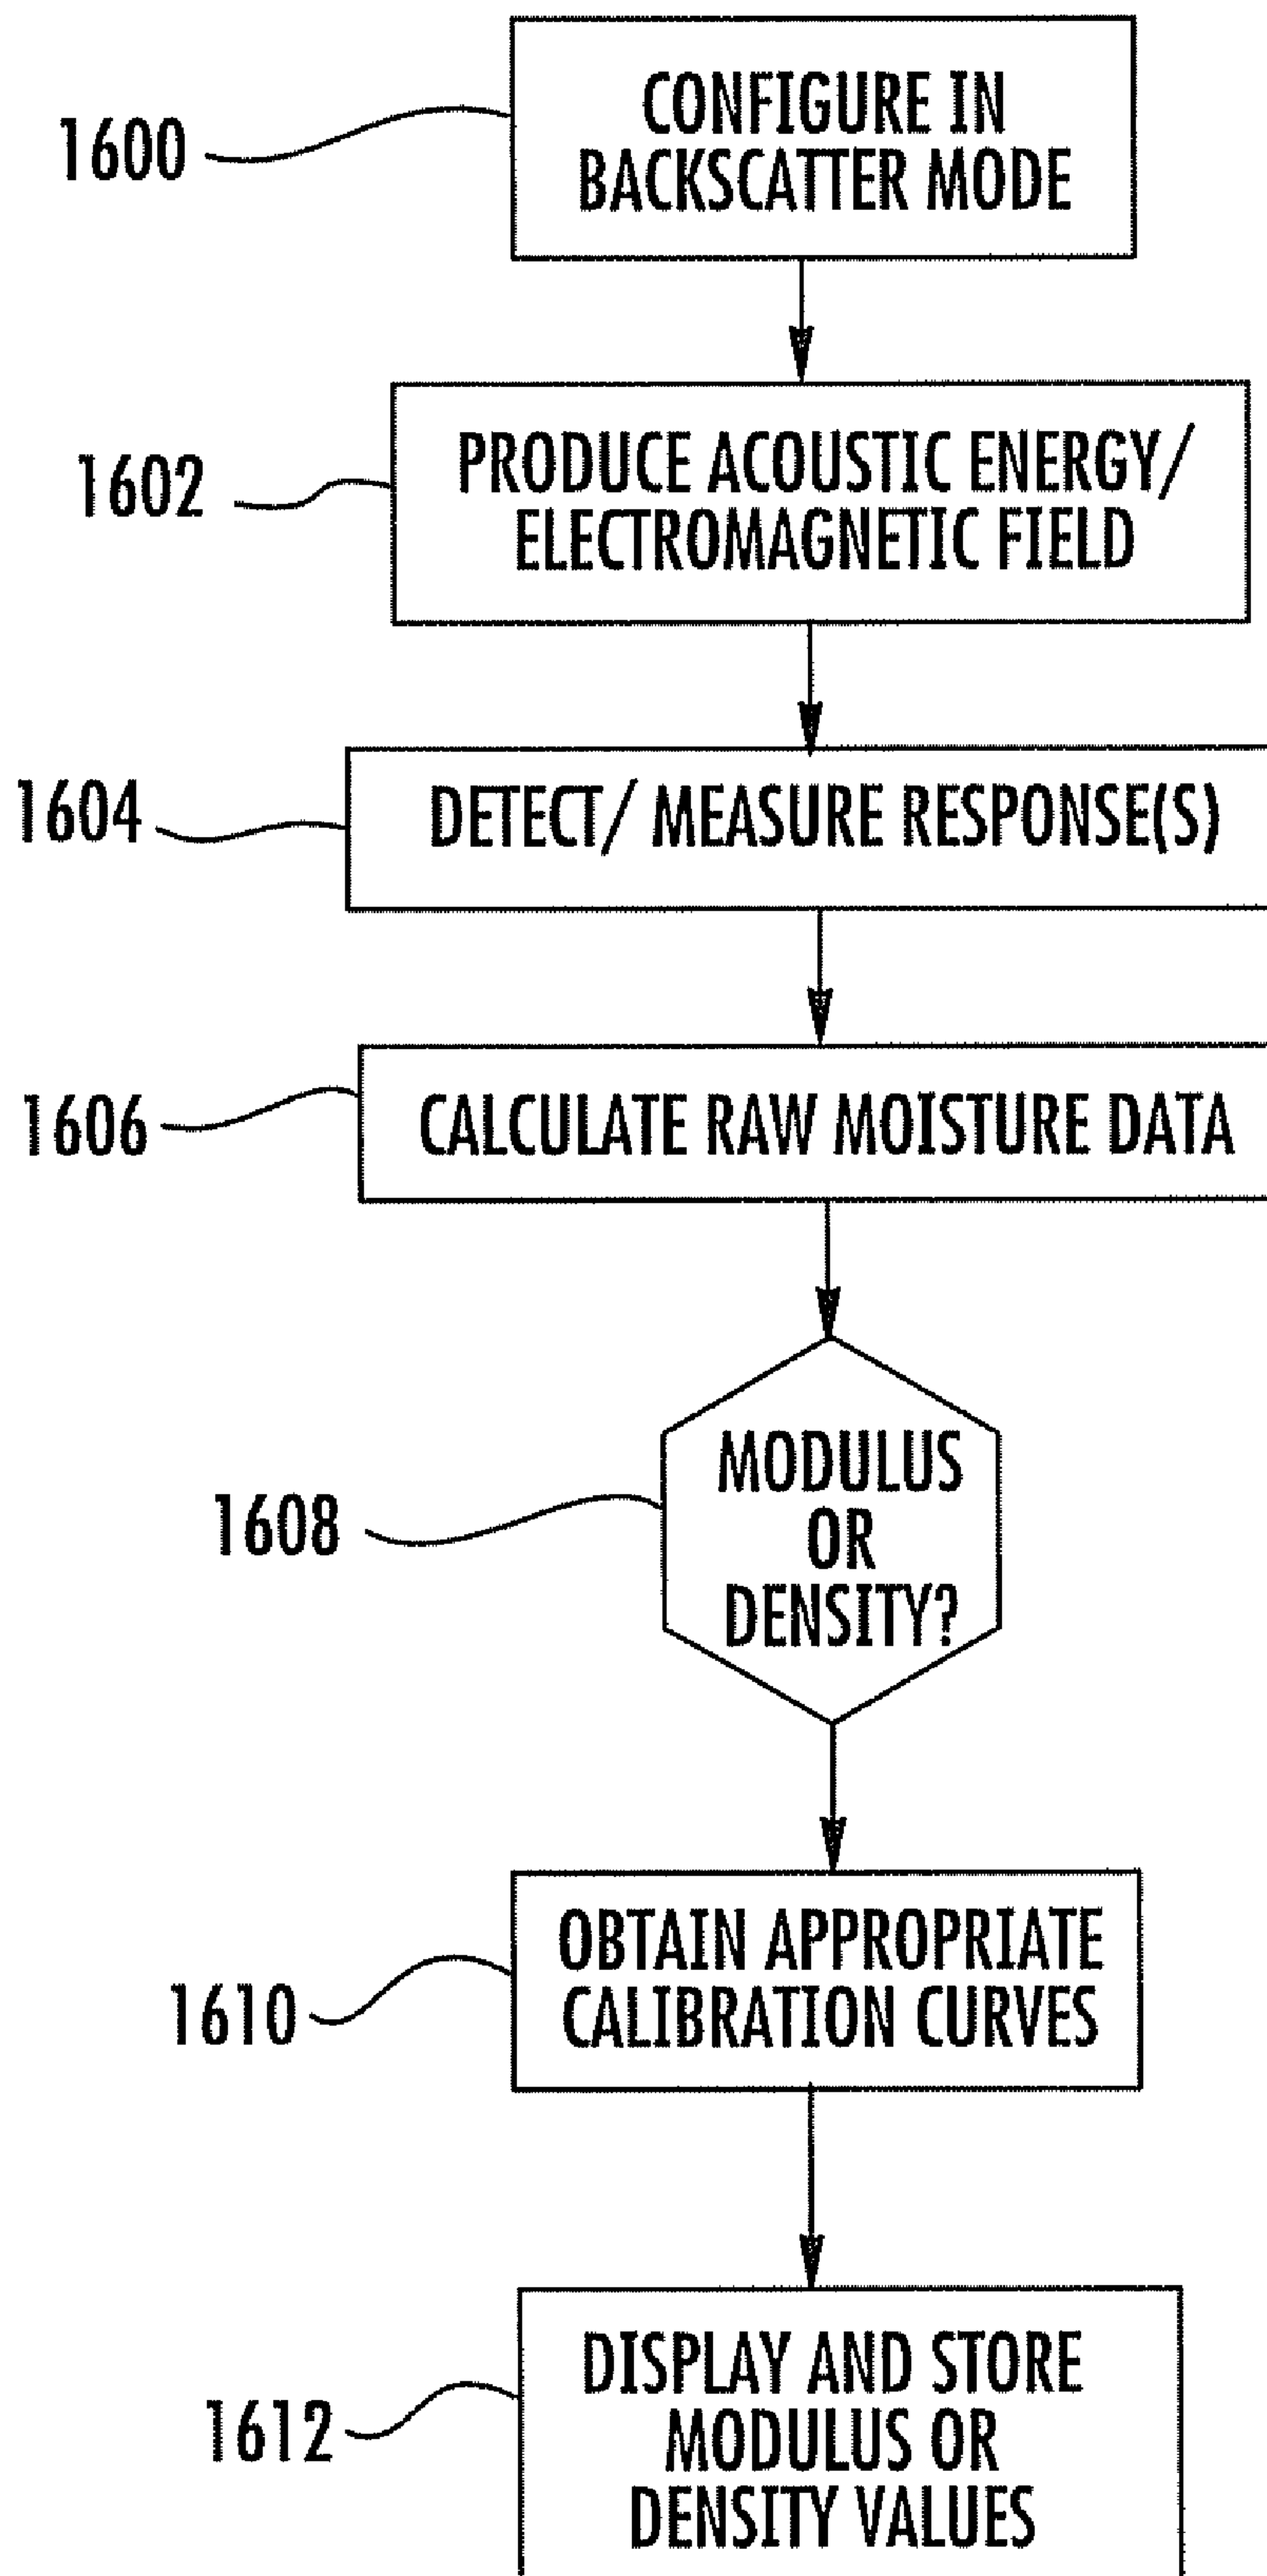 1600
CONFIGURE IN
BACKSCATTER MODE
1602
PRODUCE ACOUSTIC ENERGY/
ELECTROMAGNETIC FIELD
1604
DETECT/ MEASURE RESPONSE(S)
1606
CALCULATE RAW MOISTURE DATA
1608
MODULUS
OR
DENSITY?
1610
OBTAIN APPROPRIATE
CALIBRATION CURVES
1612
DISPLAY AND STORE
MODULUS OR
DENSITY VALUES